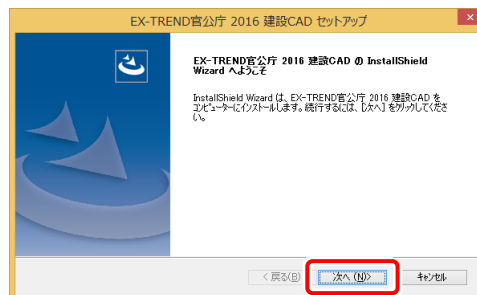 EX-TREND官公庁 2016 建設CAD セットアップ
EX-TREND官公庁 2016 建設CAD の InstallShield
Wizard へようこそ
InstallShield Wizard は、EX-TREND官公庁 2016 建設CAD を
コンピューターにインストールします。続行するには、[次へ] をクリックしてくださ
い。
< 戻る(B)
次へ (N)>
キャンセル